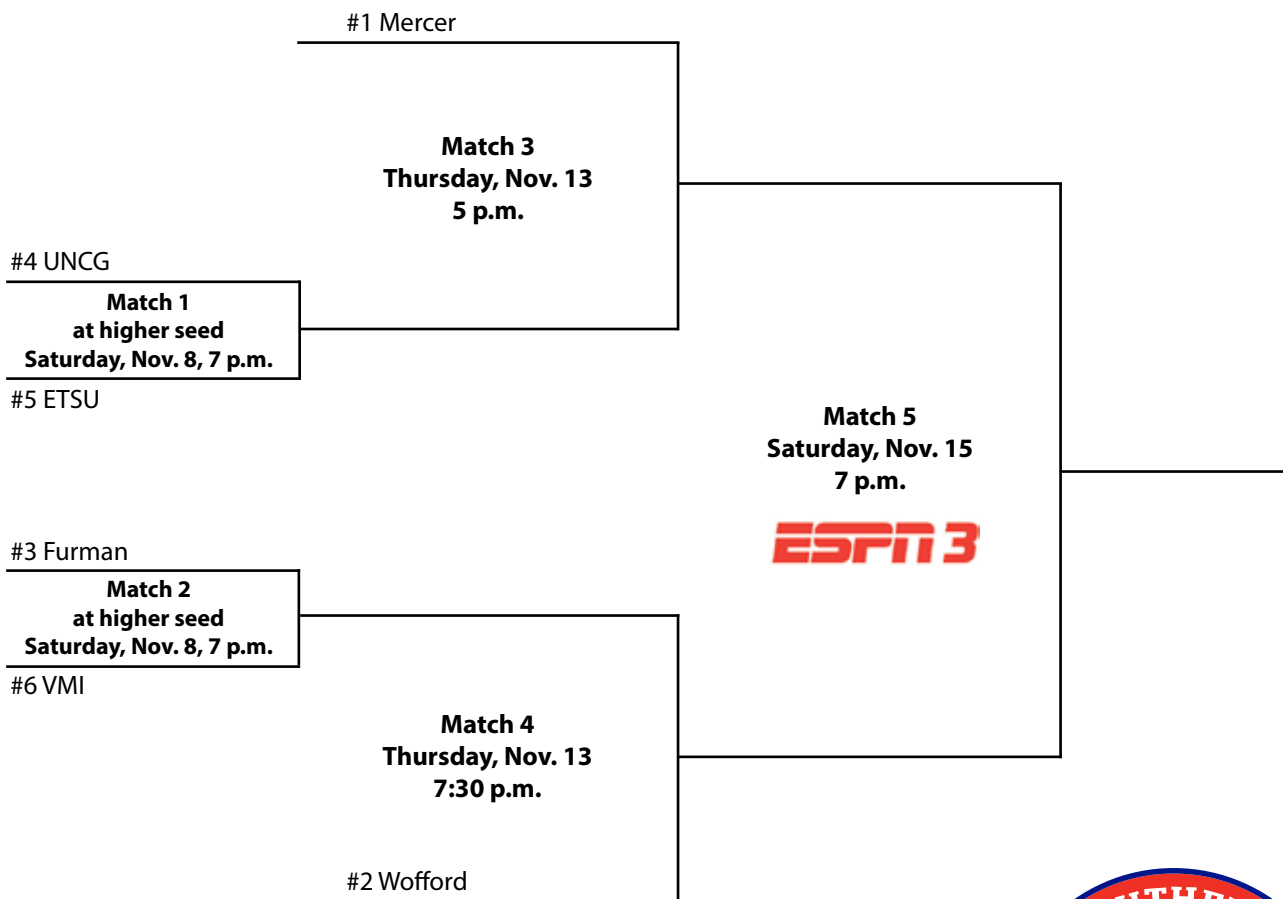 #1 Mercer
Match 3
Thursday, Nov. 13
5 p.m.
#4 UNCG
Match 1
at higher seed
Saturday, Nov. 8, 7 p.m.
#5 ETSU
Match 5
Saturday, Nov. 15
7 p.m.
ESPN 3
#3 Furman
Match 2
at higher seed
Saturday, Nov. 8, 7 p.m.
#6 VMI
Match 4
Thursday, Nov. 13
7:30 p.m.
#2 Wofford